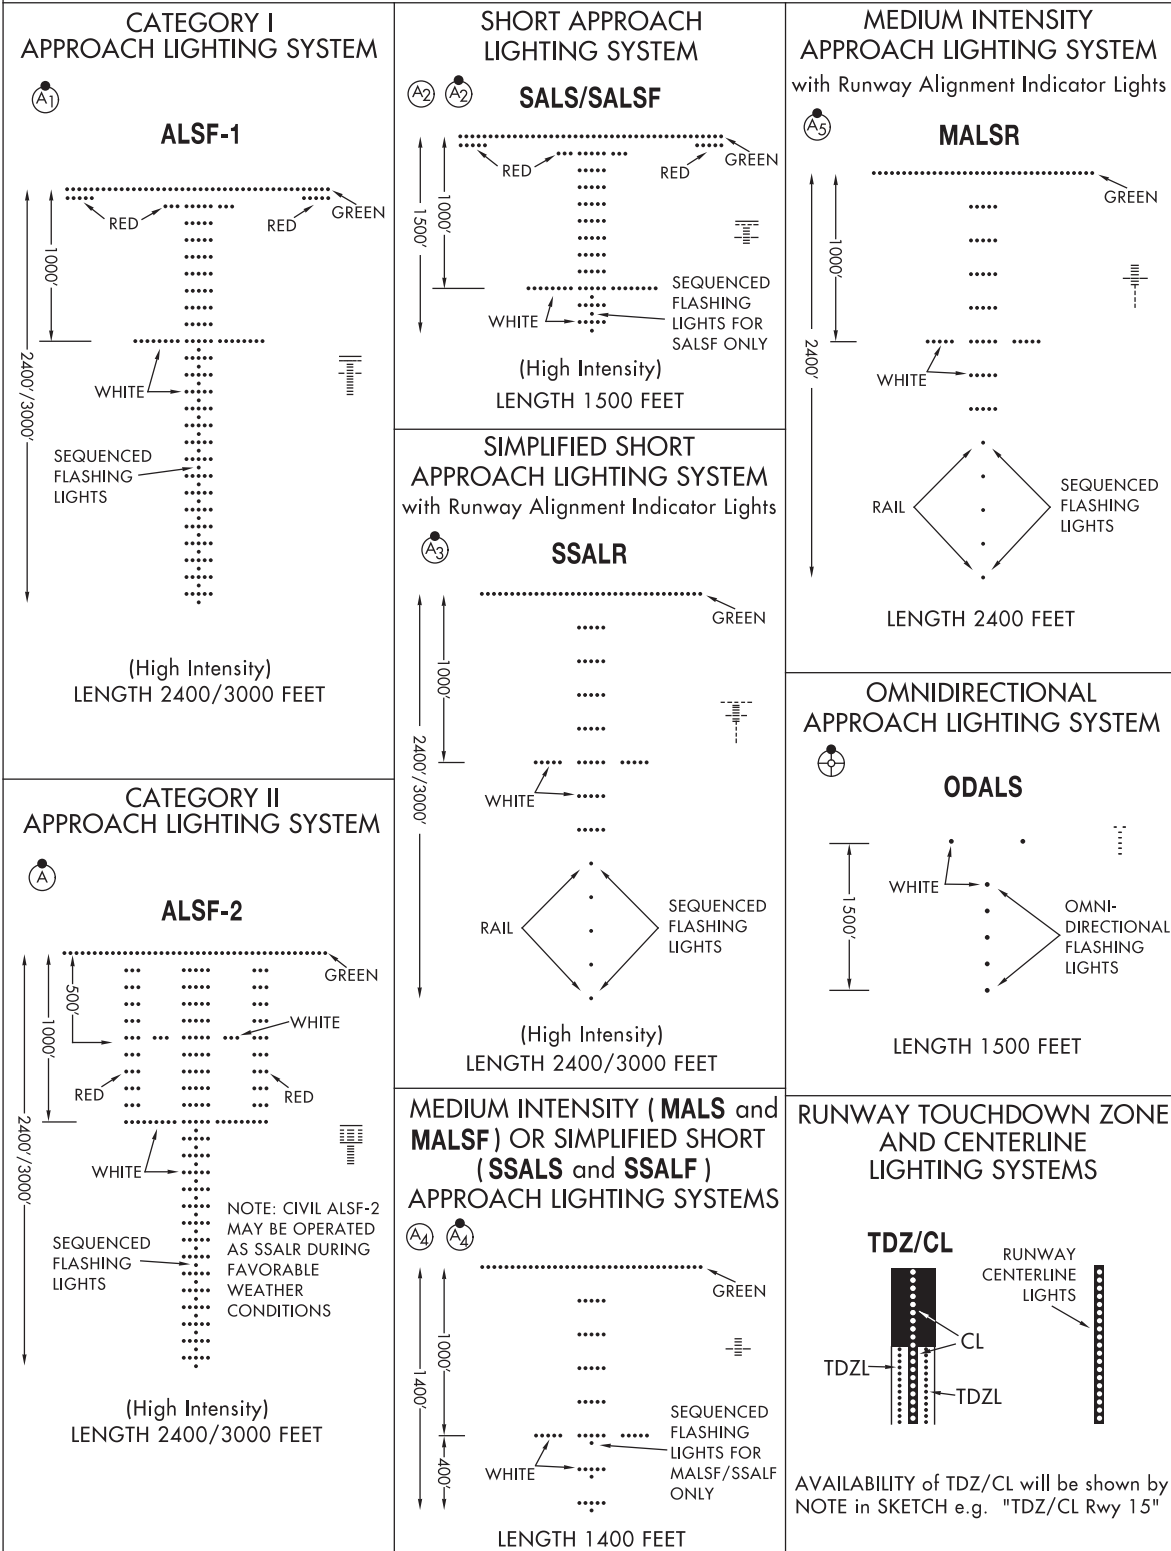 CATEGORY I
APPROACH LIGHTING SYSTEM
A1
ALSF-1
RED
RED
GREEN
1000'
2400'/3000'
WHITE
SEQUENCED
FLASHING
LIGHTS
(High Intensity)
LENGTH 2400/3000 FEET
CATEGORY II
APPROACH LIGHTING SYSTEM
A
ALSF-2
GREEN
500'
1000'
WHITE
RED
RED
2400'/3000'
WHITE
NOTE: CIVIL ALSF-2
MAY BE OPERATED
AS SSALR DURING
FAVORABLE
WEATHER
CONDITIONS
SEQUENCED
FLASHING
LIGHTS
(High Intensity)
LENGTH 2400/3000 FEET
SHORT APPROACH
LIGHTING SYSTEM
A2 A2
SALS/SALSF
RED
RED
GREEN
1500'
1000'
WHITE
SEQUENCED
FLASHING
LIGHTS FOR
SALSF ONLY
(High Intensity)
LENGTH 1500 FEET
SIMPLIFIED SHORT
APPROACH LIGHTING SYSTEM
with Runway Alignment Indicator Lights
A3
SSALR
GREEN
1000'
2400'/3000'
WHITE
RAIL
SEQUENCED
FLASHING
LIGHTS
(High Intensity)
LENGTH 2400/3000 FEET
MEDIUM INTENSITY (MALS and
MALSF) OR SIMPLIFIED SHORT
(SSALS and SSALF)
APPROACH LIGHTING SYSTEMS
A4 A4
GREEN
1000'
1400'
400'
WHITE
SEQUENCED
FLASHING
LIGHTS FOR
MALSF/SSALF
ONLY
LENGTH 1400 FEET
MEDIUM INTENSITY
APPROACH LIGHTING SYSTEM
with Runway Alignment Indicator Lights
A5
MALSR
GREEN
1000'
2400'
WHITE
RAIL
SEQUENCED
FLASHING
LIGHTS
LENGTH 2400 FEET
OMNIDIRECTIONAL
APPROACH LIGHTING SYSTEM
ODALS
WHITE
1500'
OMNI-
DIRECTIONAL
FLASHING
LIGHTS
LENGTH 1500 FEET
RUNWAY TOUCHDOWN ZONE
AND CENTERLINE
LIGHTING SYSTEMS
TDZ/CL
RUNWAY
CENTERLINE
LIGHTS
CL
TDZL
TDZL
AVAILABILITY of TDZ/CL will be shown by
NOTE in SKETCH e.g. "TDZ/CL Rwy 15"